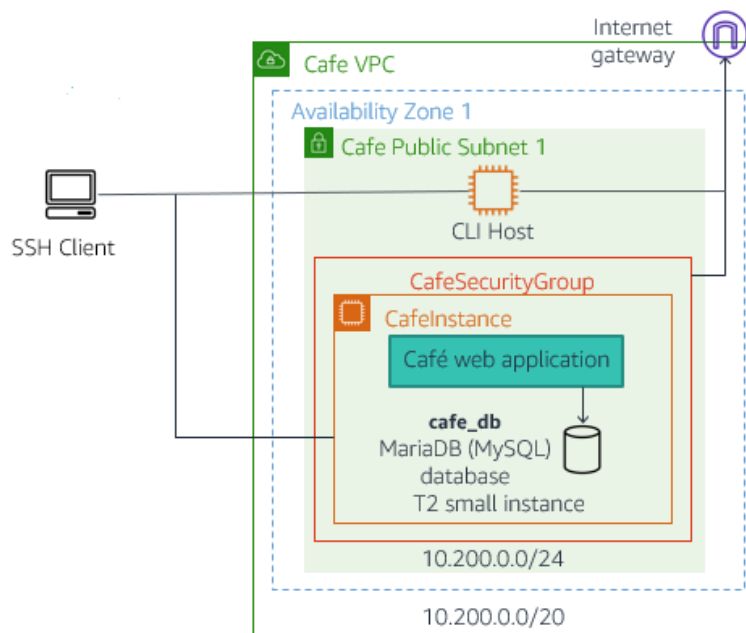 Internet
gateway
Cafe VPC
Availability Zone 1
Cafe Public Subnet 1
SSH Client
CLI Host
CafeSecurityGroup
CafeInstance
Café web application
cafe_db
MariaDB (MySQL)
database
T2 small instance
10.200.0.0/24
10.200.0.0/20